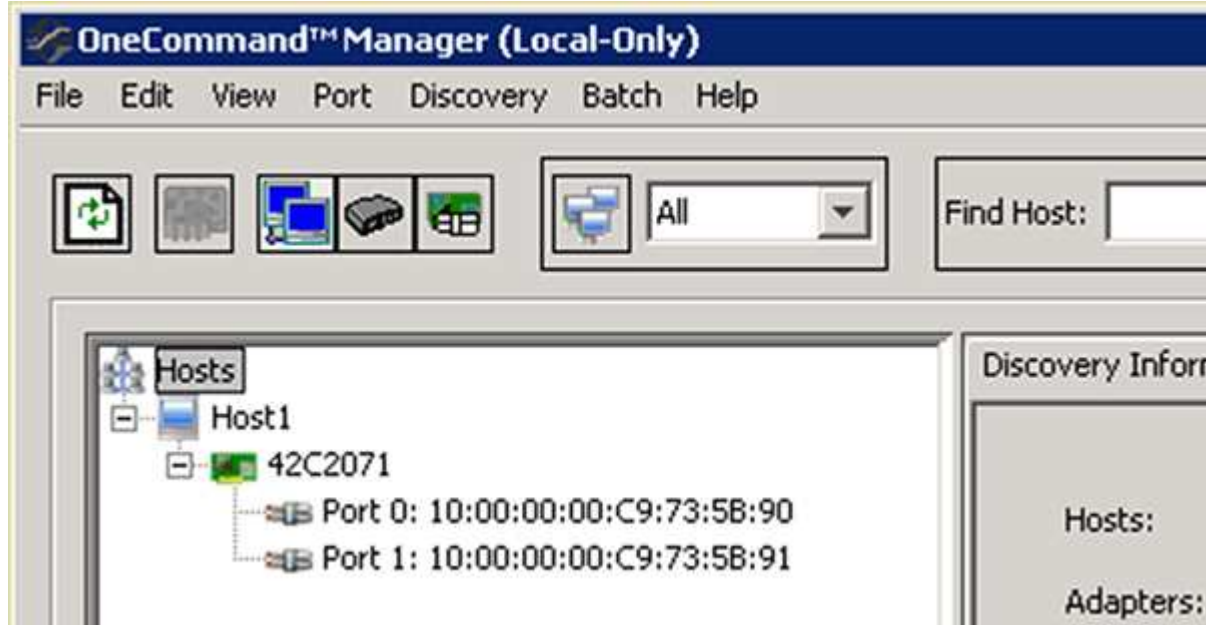 OneCommand™ Manager (Local-Only)
File Edit View Port Discovery Batch Help
All
Find Host:
Hosts
Host1
42C2071
Port 0: 10:00:00:00:C9:73:5B:90
Port 1: 10:00:00:00:C9:73:5B:91
Discovery
Hosts:
Adapters: